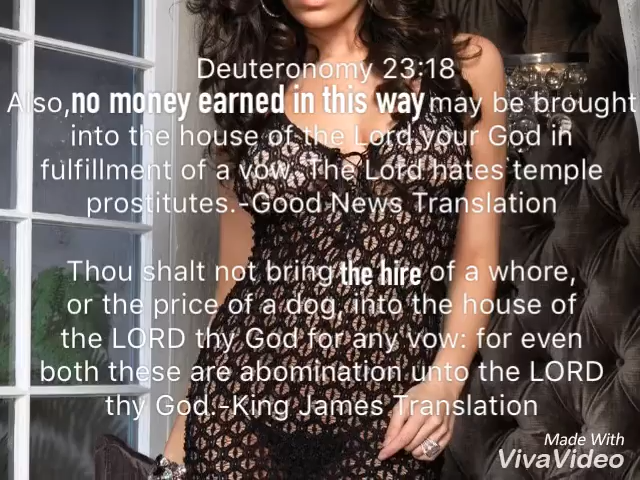 Deuteronomy 23:18
Also, no money earned in this way may be brought
into the house of the Lord your God in
fulfillment of a vow. The Lord hates temple
prostitutes.-Good News Translation
Thou shalt not bring the hire of a whore,
or the price of a dog, into the house of
the LORD thy God for any vow: for even
both these are abomination unto the LORD
thy God.-King James Translation
Made With
VivaVideo